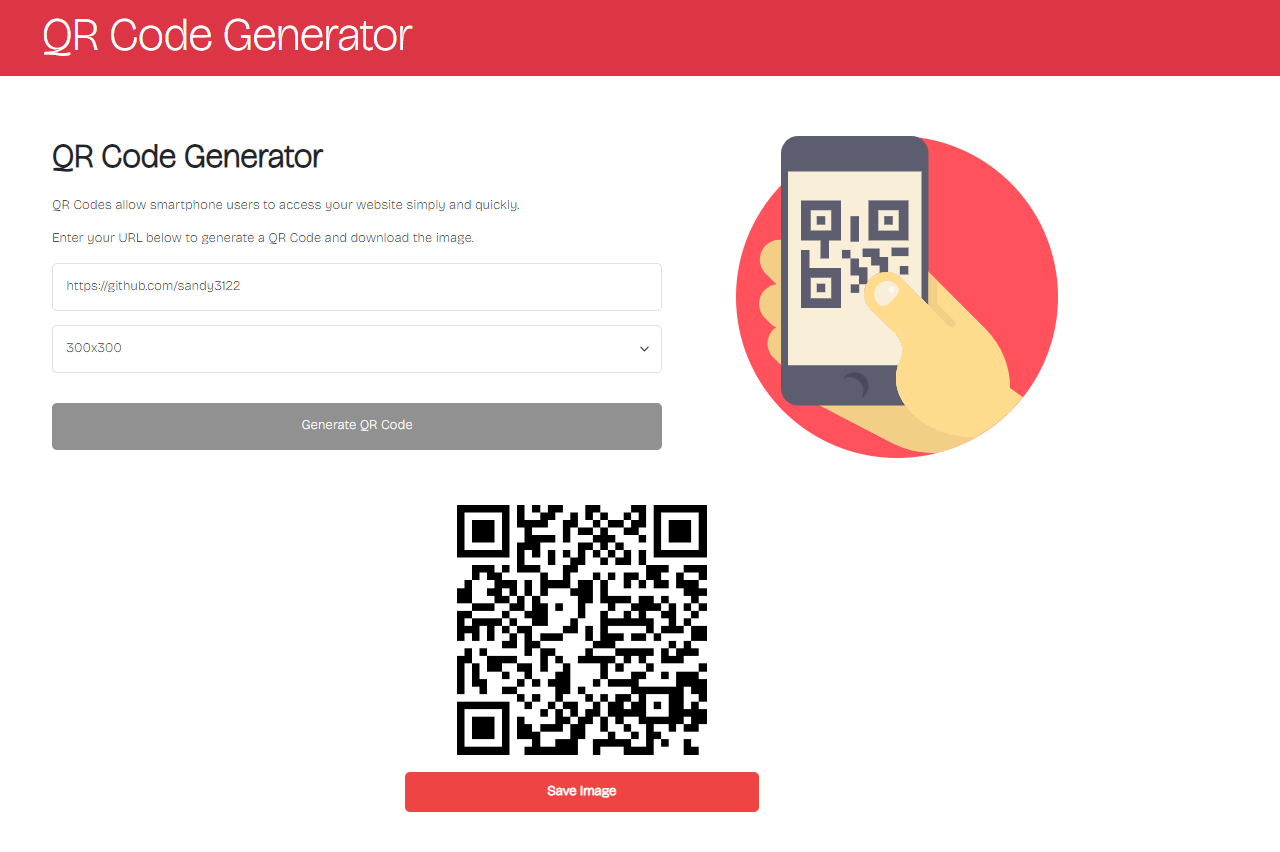 QR Code Generator
QR Code Generator
QR Codes allow smartphone users to access your website simply and quickly.
Enter your URL below to generate a QR Code and download the image.
https://github.com/sandy3122
300x300
Generate QR Code
Save Image